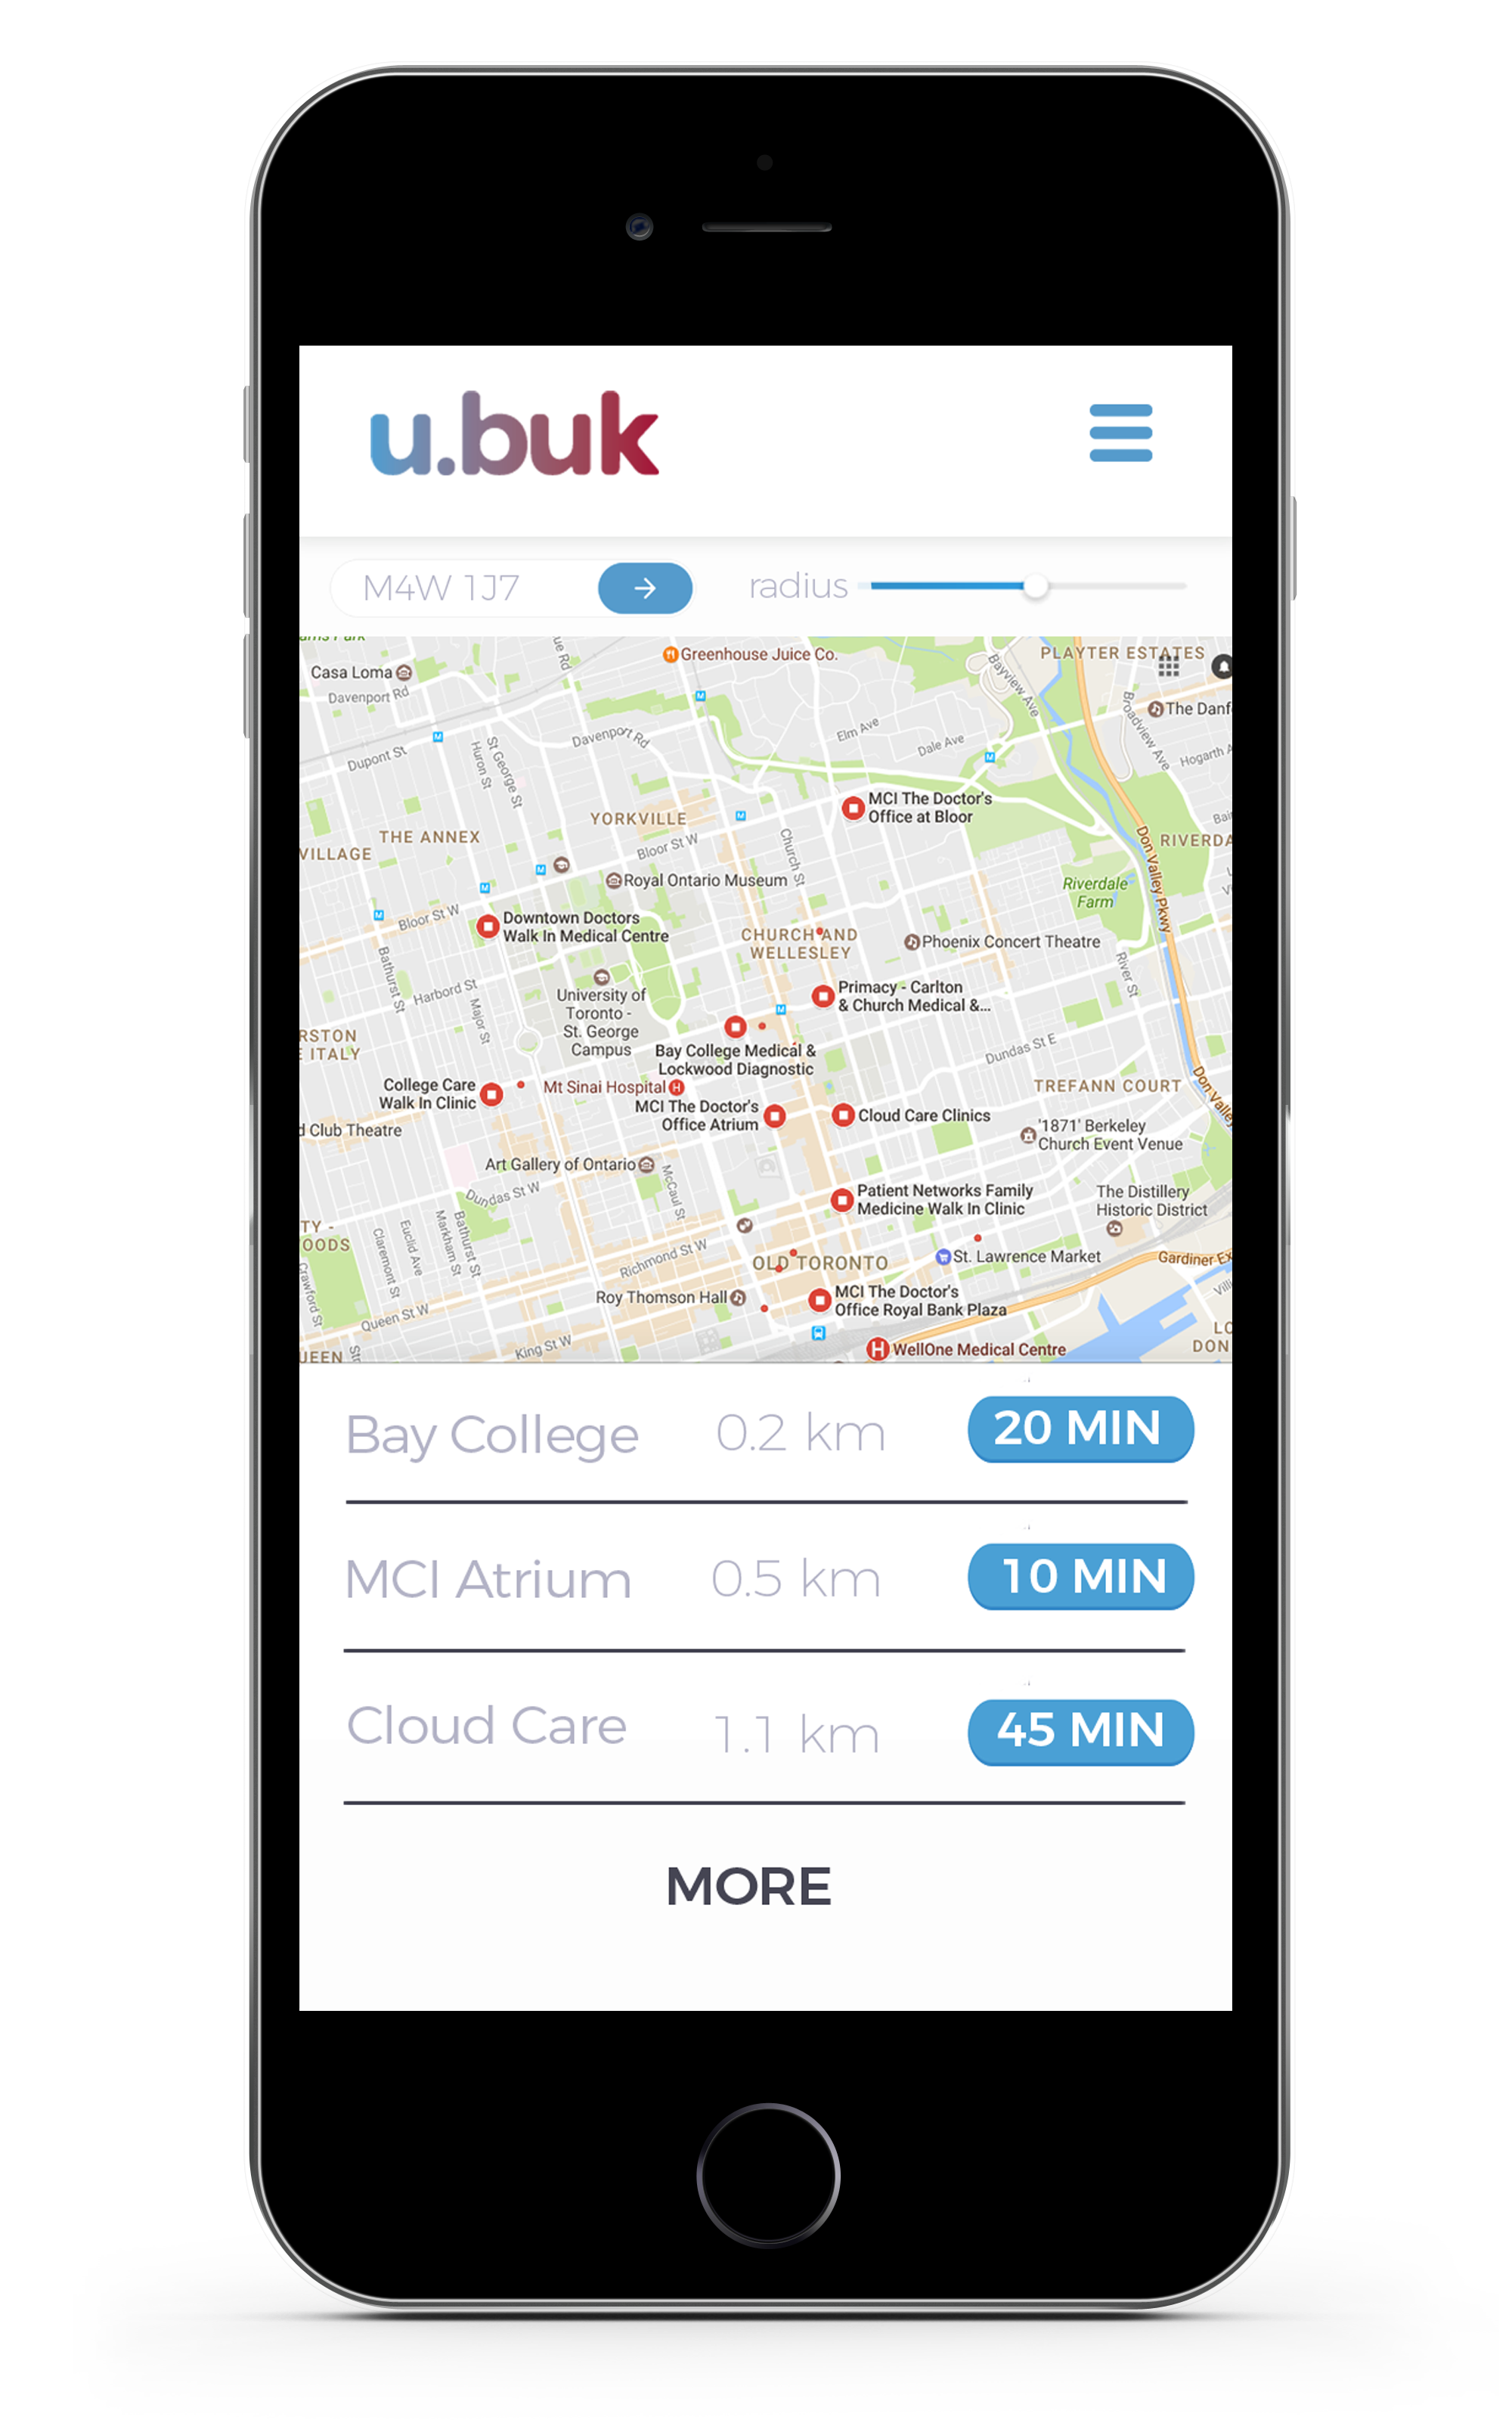 u.buk
M4W 1J7
radius
Greenhouse Juice Co.
PLAYTER ESTATES
Casa Loma
Davenport Rd
Bayview Ave
Broadview Ave
The Danf
Elm Ave
Dale Ave
Hogarth A
Dupont St
Huron St
St George St
Davenport Rd
MCI The Doctor's
Office at Bloor
YORKVILLE
THE ANNEX
VILLAGE
Bloor St W
Church St
Don Valley Pkwy
RIVERDA
Royal Ontario Museum
Riverdale
Farm
Bloor St W
Downtown Doctors
Walk In Medical Centre
CHURCH AND
WELLESLEY
Phoenix Concert Theatre
Bathurst St
Harbord St
Major St
River St
University of
Toronto -
St. George
Campus
Primacy - Carlton
& Church Medical &...
RSTON
E ITALY
Bay College Medical &
Lockwood Diagnostic
Dundas St E
College Care
Walk In Clinic
Mt Sinai Hospital
TREFANN COURT
Don Valley
MCI The Doctor's
Office Atrium
Cloud Care Clinics
d Club Theatre
'1871' Berkeley
Church Event Venue
Art Gallery of Ontario
Dundas St W
McCaul St
Patient Networks Family
Medicine Walk In Clinic
The Distillery
Historic District
TY -
OODS
Claremont St
Euclid Ave
Markham St
Bathurst St
Richmond St W
OLD TORONTO
St. Lawrence Market
Gardiner Ex
Crawford St
Roy Thomson Hall
MCI The Doctor's
Office Royal Bank Plaza
Queen St W
King St W
UEEN
WellOne Medical Centre
LO
DON
Bay College 0.2 km 20 MIN
MCI Atrium 0.5 km 10 MIN
Cloud Care 1.1 km 45 MIN
MORE